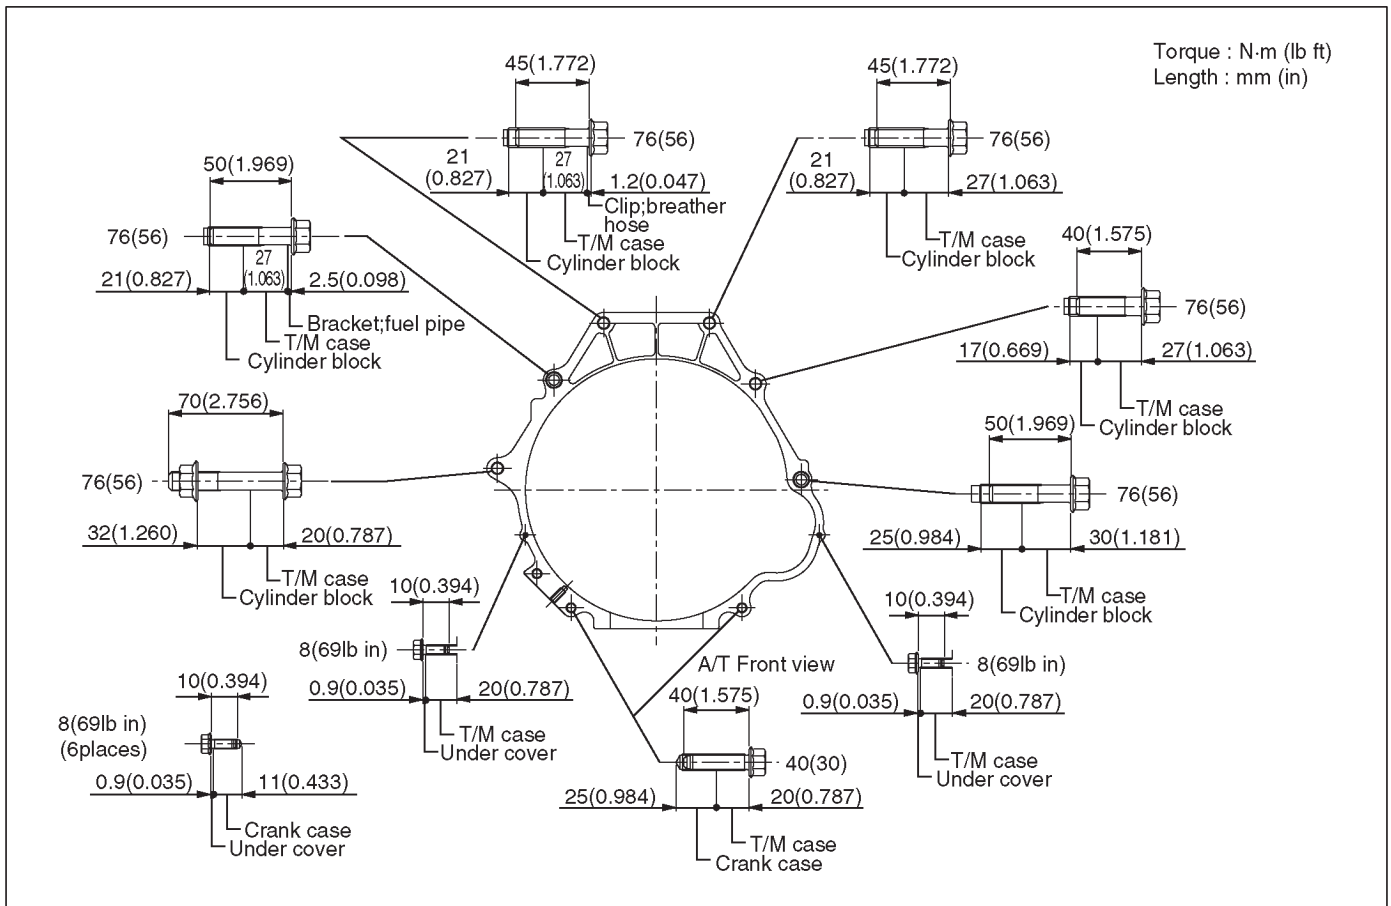 Torque : N·m (lb ft)
Length : mm (in)
45(1.772)
76(56)
21
(0.827)
27
(1.063)
1.2(0.047)
Clip;breather
hose
T/M case
Cylinder block
45(1.772)
76(56)
21
(0.827)
27(1.063)
T/M case
Cylinder block
50(1.969)
76(56)
27
(1.063)
21(0.827)
2.5(0.098)
Bracket;fuel pipe
T/M case
Cylinder block
40(1.575)
76(56)
17(0.669)
27(1.063)
T/M case
Cylinder block
70(2.756)
76(56)
32(1.260)
20(0.787)
T/M case
Cylinder block
50(1.969)
76(56)
25(0.984)
30(1.181)
T/M case
Cylinder block
10(0.394)
8(69lb in)
0.9(0.035)
20(0.787)
T/M case
Under cover
A/T Front view
10(0.394)
8(69lb in)
0.9(0.035)
20(0.787)
T/M case
Under cover
10(0.394)
8(69lb in)
(6places)
0.9(0.035)
11(0.433)
Crank case
Under cover
40(1.575)
40(30)
25(0.984)
20(0.787)
T/M case
Crank case